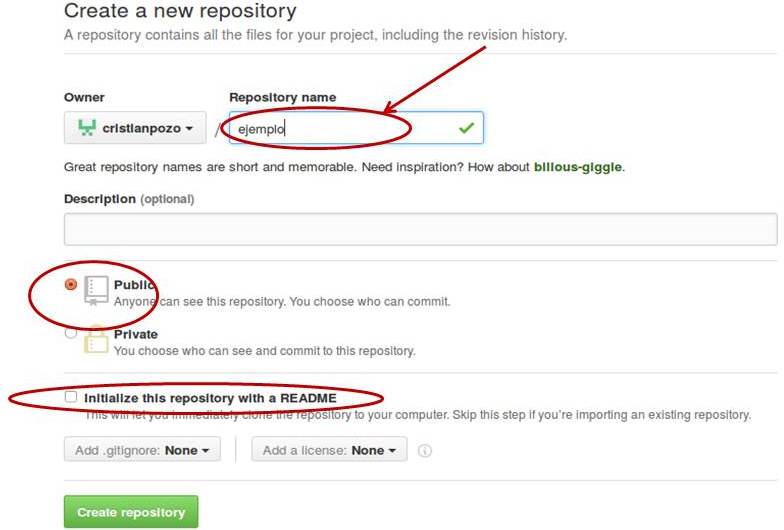 Create a new repository
A repository contains all the files for your project, including the revision history.
Owner Repository name
cristianpozo / ejemplo
Great repository names are short and memorable. Need inspiration? How about bilious-giggle.
Description (optional)
Public
Anyone can see this repository. You choose who can commit.
Private
You choose who can see and commit to this repository.
Initialize this repository with a README
This will let you immediately clone the repository to your computer. Skip this step if you're importing an existing repository.
Add .gitignore: None Add a license: None
Create repository